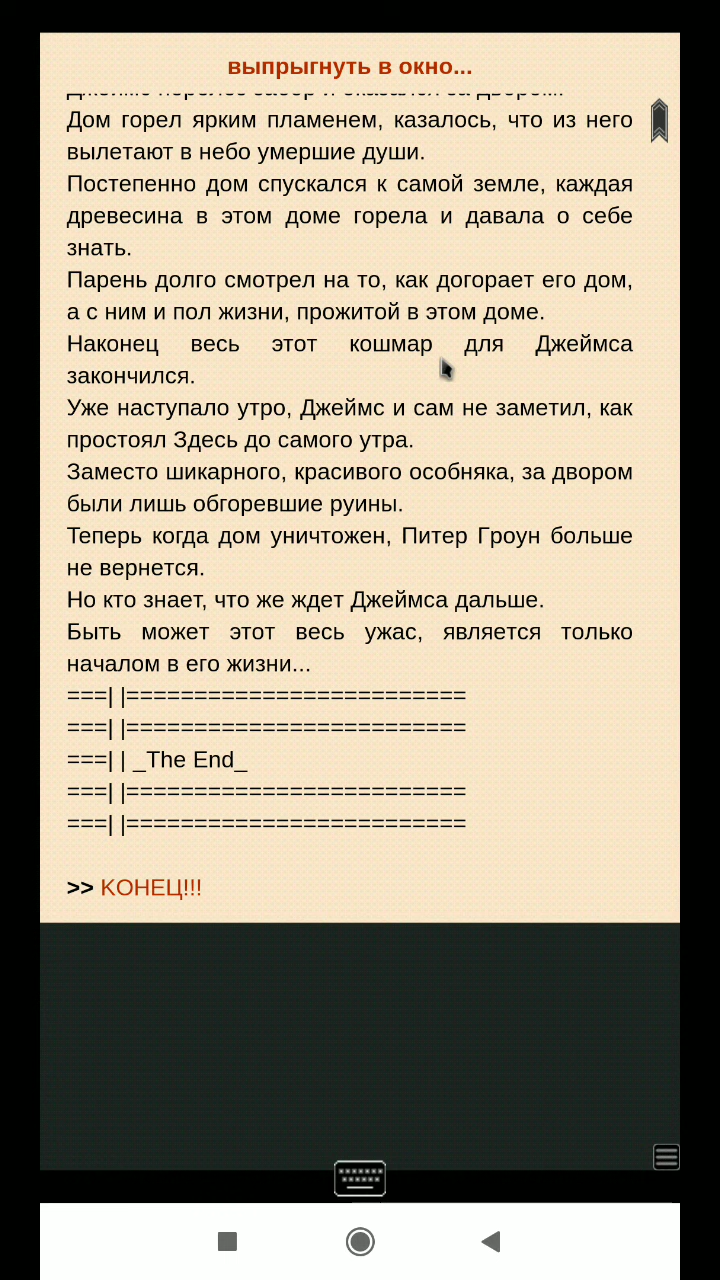 выпрыгнуть в окно...
Дом горел ярким пламенем, казалось, что из него
вылетают в небо умершие души.
Постепенно дом спускался к самой земле, каждая
древесина в этом доме горела и давала о себе
знать.
Парень долго смотрел на то, как догорает его дом,
а с ним и пол жизни, прожитой в этом доме.
Наконец весь этот кошмар для Джеймса
закончился.
Уже наступало утро, Джеймс и сам не заметил, как
простоял Здесь до самого утра.
Заместо шикарного, красивого особняка, за двором
были лишь обгоревшие руины.
Теперь когда дом уничтожен, Питер Гроун больше
не вернется.
Но кто знает, что же ждет Джеймса дальше.
Быть может этот весь ужас, является только
началом в его жизни...
===| |=========================
===| |=========================
===| | _The End_
===| |=========================
===| |=========================
>> КОНЕЦ!!!